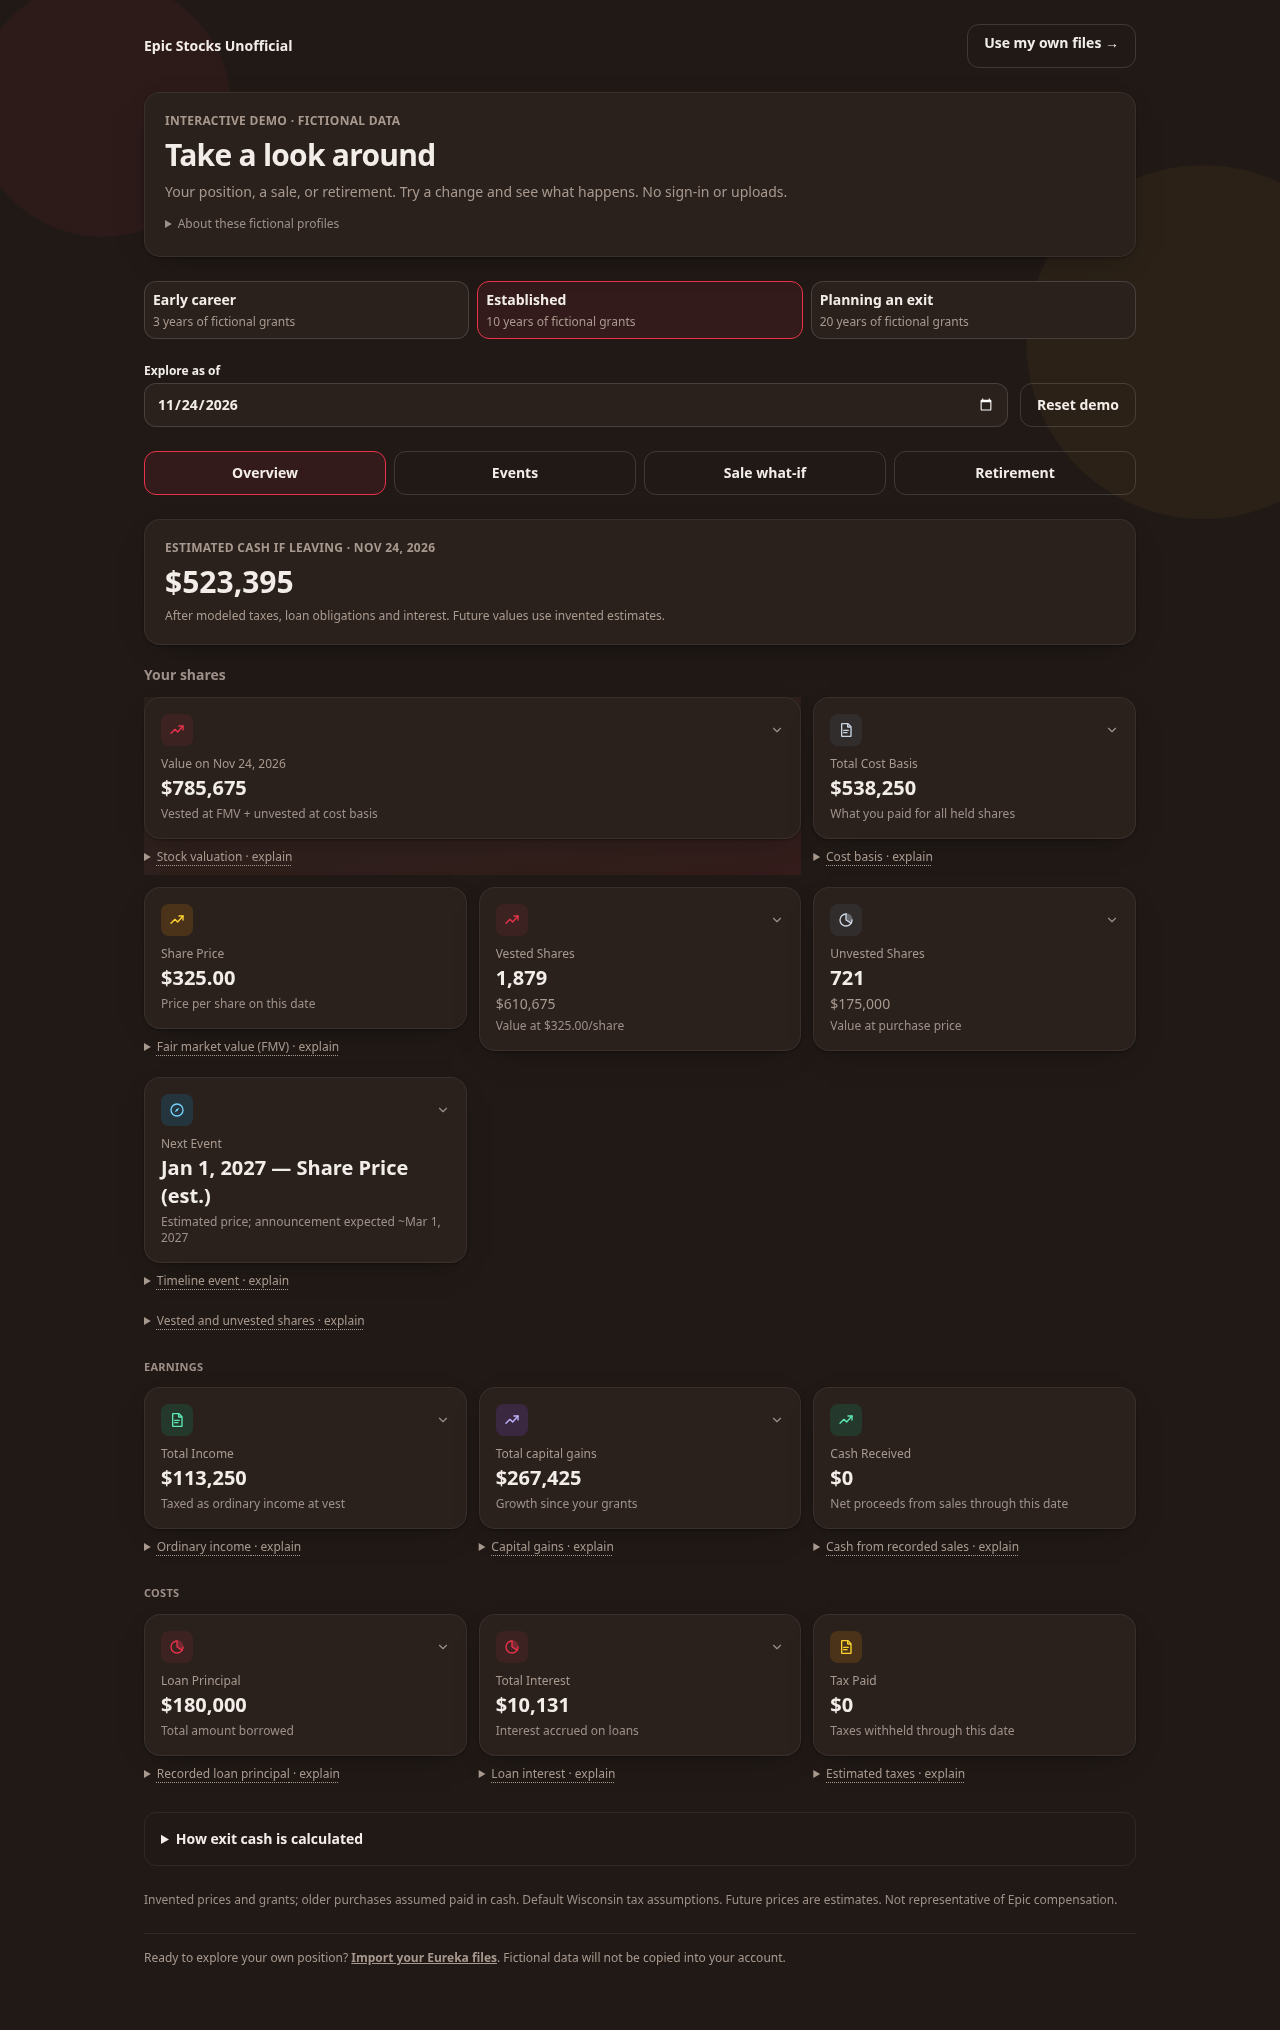 Epic Stocks Unofficial
Use my own files →
INTERACTIVE DEMO · FICTIONAL DATA
Take a look around
Your position, a sale, or retirement. Try a change and see what happens. No sign-in or uploads.
About these fictional profiles
Early career
3 years of fictional grants
Established
10 years of fictional grants
Planning an exit
20 years of fictional grants
Explore as of
11/24/2026
Reset demo
Overview
Events
Sale what-if
Retirement
ESTIMATED CASH IF LEAVING · NOV 24, 2026
$523,395
After modeled taxes, loan obligations and interest. Future values use invented estimates.
Your shares
Value on Nov 24, 2026
$785,675
Vested at FMV + unvested at cost basis
Stock valuation · explain
Total Cost Basis
$538,250
What you paid for all held shares
Cost basis · explain
Share Price
$325.00
Price per share on this date
Fair market value (FMV) · explain
Vested Shares
1,879
$610,675
Value at $325.00/share
Unvested Shares
721
$175,000
Value at purchase price
Next Event
Jan 1, 2027 — Share Price
(est.)
Estimated price; announcement expected ~Mar 1,
2027
Timeline event · explain
Vested and unvested shares · explain
EARNINGS
Total Income
$113,250
Taxed as ordinary income at vest
Ordinary income · explain
Total capital gains
$267,425
Growth since your grants
Capital gains · explain
Cash Received
$0
Net proceeds from sales through this date
Cash from recorded sales · explain
COSTS
Loan Principal
$180,000
Total amount borrowed
Recorded loan principal · explain
Total Interest
$10,131
Interest accrued on loans
Loan interest · explain
Tax Paid
$0
Taxes withheld through this date
Estimated taxes · explain
How exit cash is calculated
Invented prices and grants; older purchases assumed paid in cash. Default Wisconsin tax assumptions. Future prices are estimates. Not representative of Epic compensation.
Ready to explore your own position? Import your Eureka files. Fictional data will not be copied into your account.